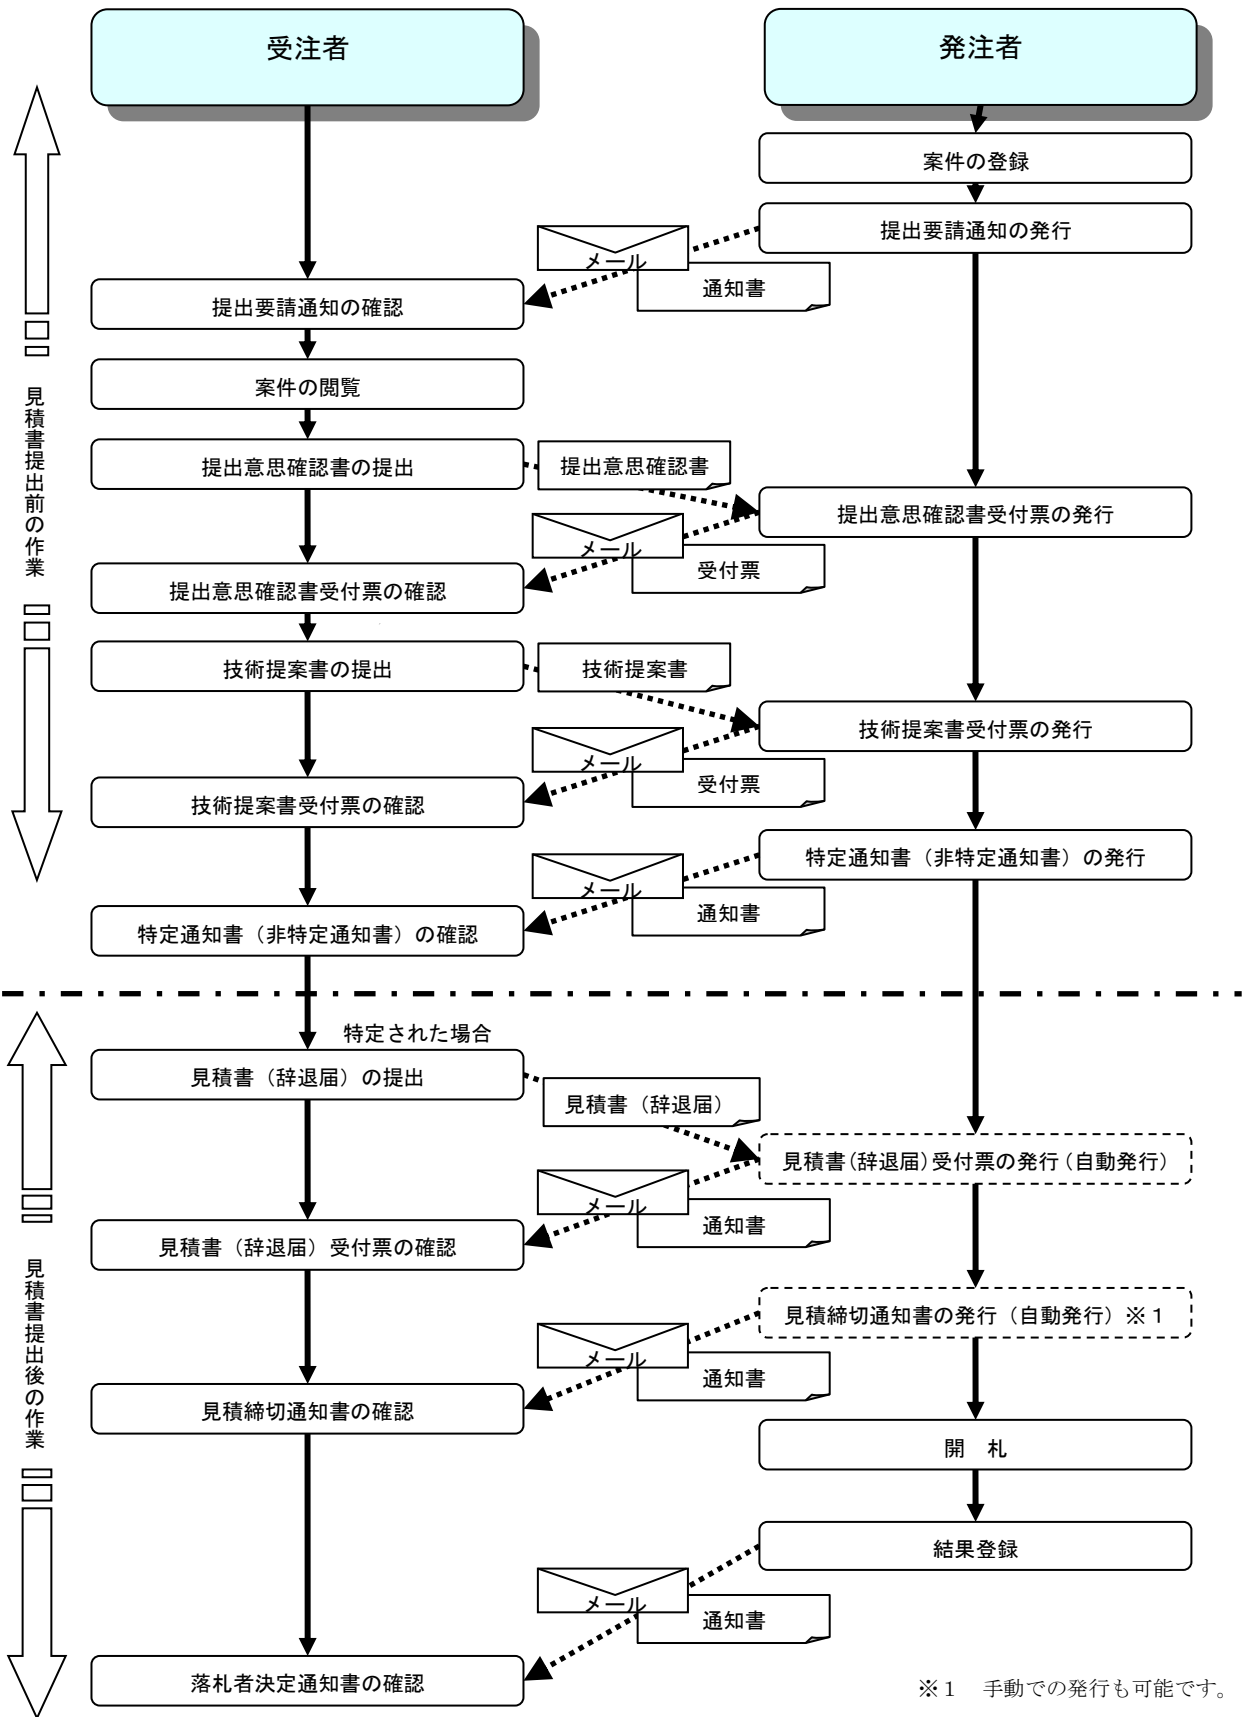 受注者
発注者
案件の登録
提出要請通知の発行
メール
通知書
提出要請通知の確認
案件の閲覧
見積書提出前の作業
提出意思確認書の提出
提出意思確認書
提出意思確認書受付票の発行
メール
受付票
提出意思確認書受付票の確認
技術提案書の提出
技術提案書
技術提案書受付票の発行
メール
受付票
技術提案書受付票の確認
特定通知書（非特定通知書）の発行
メール
通知書
特定通知書（非特定通知書）の確認
特定された場合
見積書（辞退届）の提出
見積書（辞退届）
見積書（辞退届）受付票の発行（自動発行）
メール
通知書
見積書（辞退届）受付票の確認
見積書提出後の作業
見積締切通知書の発行（自動発行）※１
メール
通知書
見積締切通知書の確認
開　札
結果登録
メール
通知書
落札者決定通知書の確認
※１　手動での発行も可能です。